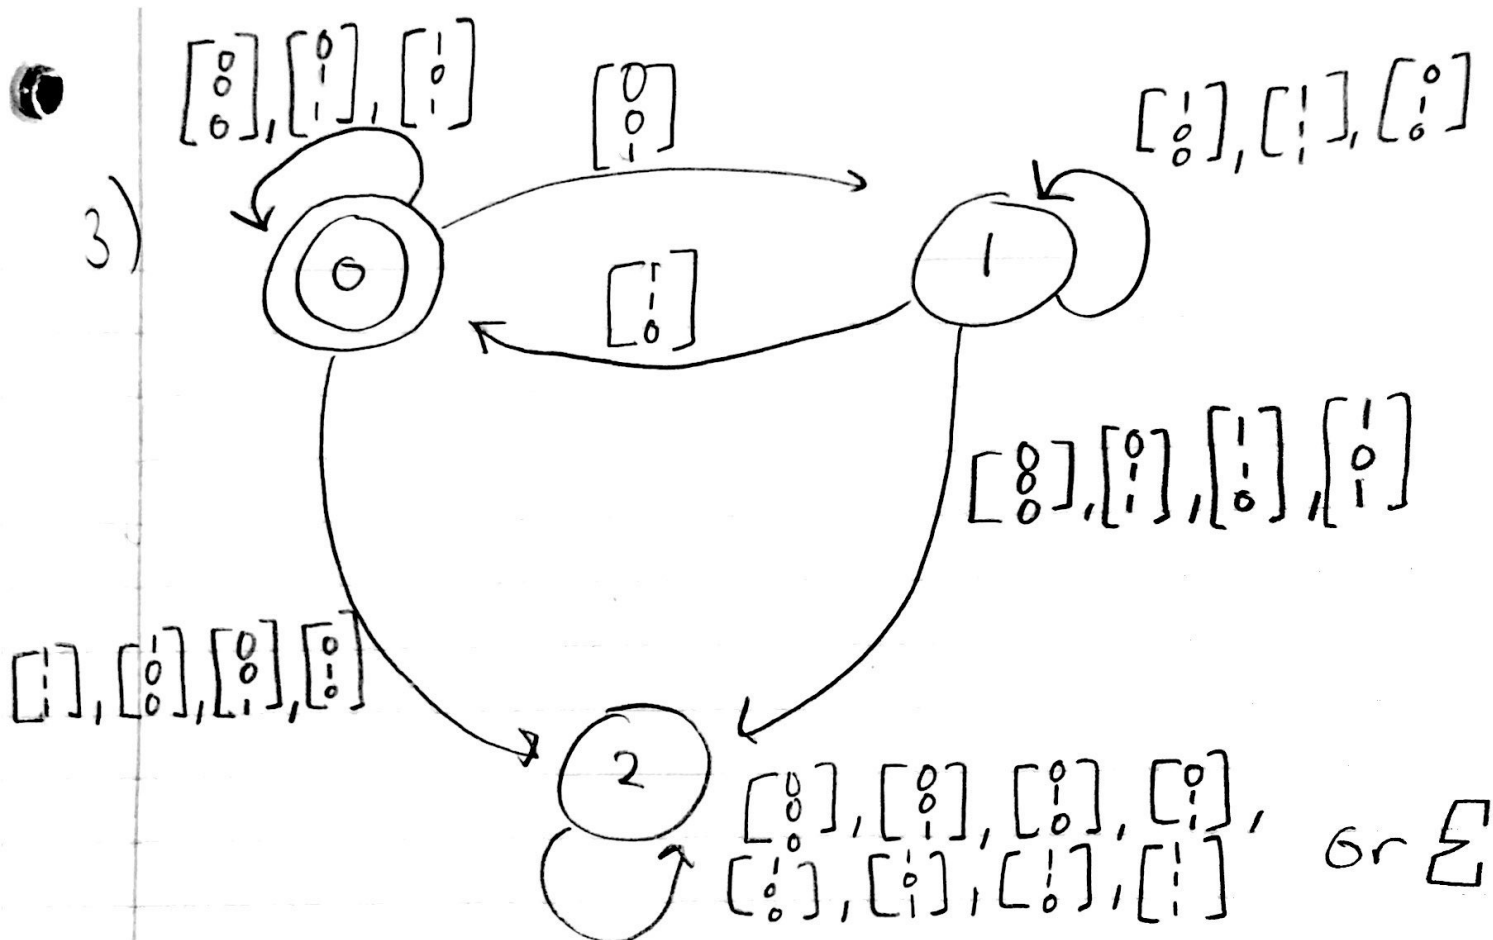 [0 0 0], [0 1 1], [1 0 1]
[0 0 1]
[1 0 0], [1 1 1], [0 1 0]
3)
0
1
[1 1 0]
[0 0 0], [0 1 1], [1 1 0], [1 0 1]
[1 1 1], [1 0 0], [0 0 1], [0 1 0]
2
[0 0 0], [0 0 1], [0 1 0], [0 1 1],
[1 0 0], [1 0 1], [1 1 0], [1 1 1]
or Σ